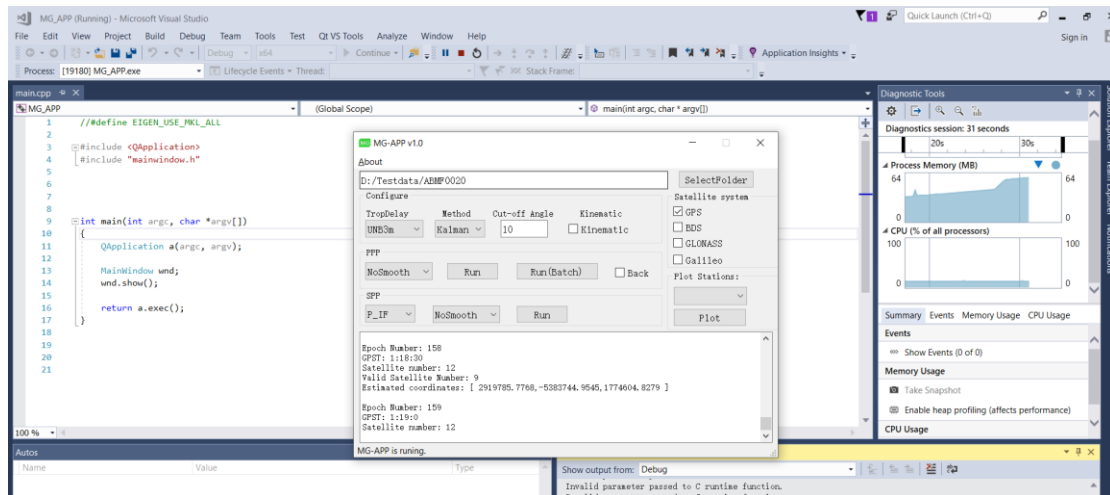 MG_APP (Running) - Microsoft Visual Studio
1
Quick Launch (Ctrl+Q)
File Edit View Project Build Debug Team Tools Test Qt VS Tools Analyze Window Help
Sign in
Debug x64 Continue Application Insights
Process: [19180] MG_APP.exe Lifecycle Events Thread: Stack Frame:
main.cpp
MG_APP (Global Scope) main(int argc, char * argv[])
1 //#define EIGEN_USE_MKL_ALL
2
3 #include <QApplication>
4 #include "mainwindow.h"
5
6
7
8
9 int main(int argc, char *argv[])
10 {
11 QApplication a(argc, argv);
12
13 MainWindow wnd;
14 wnd.show();
15
16 return a.exec();
17 }
18
19
20
21
100 %
MG-APP v1.0
About
D:/Testdata/ABMF0020 SelectFolder
Configure
TropDelay Method Cut-off Angle Kinematic
UNB3m Kalman 10 Kinematic
PPP
NoSmooth Run Run(Batch) Back
SPP
P_IF NoSmooth Run
Satellite system
GPS
BDS
GLONASS
Galileo
Plot Stations:
Plot
Epoch Number: 158
GPST: 1:18:30
Satellite number: 12
Valid Satellite Number: 9
Estimated coordinates: [ 2919785.7768,-5383744.9545,1774604.8279 ]
Epoch Number: 159
GPST: 1:19:0
Satellite number: 12
MG-APP is runing.
Diagnostic Tools
Diagnostics session: 31 seconds
20s 30s
Process Memory (MB)
64 64
0 0
CPU (% of all processors)
100 100
0 0
Summary Events Memory Usage CPU Usage
Events
Show Events (0 of 0)
Memory Usage
Take Snapshot
Enable heap profiling (affects performance)
CPU Usage
Autos
Name Value Type
Show output from: Debug
Invalid parameter passed to C runtime function.